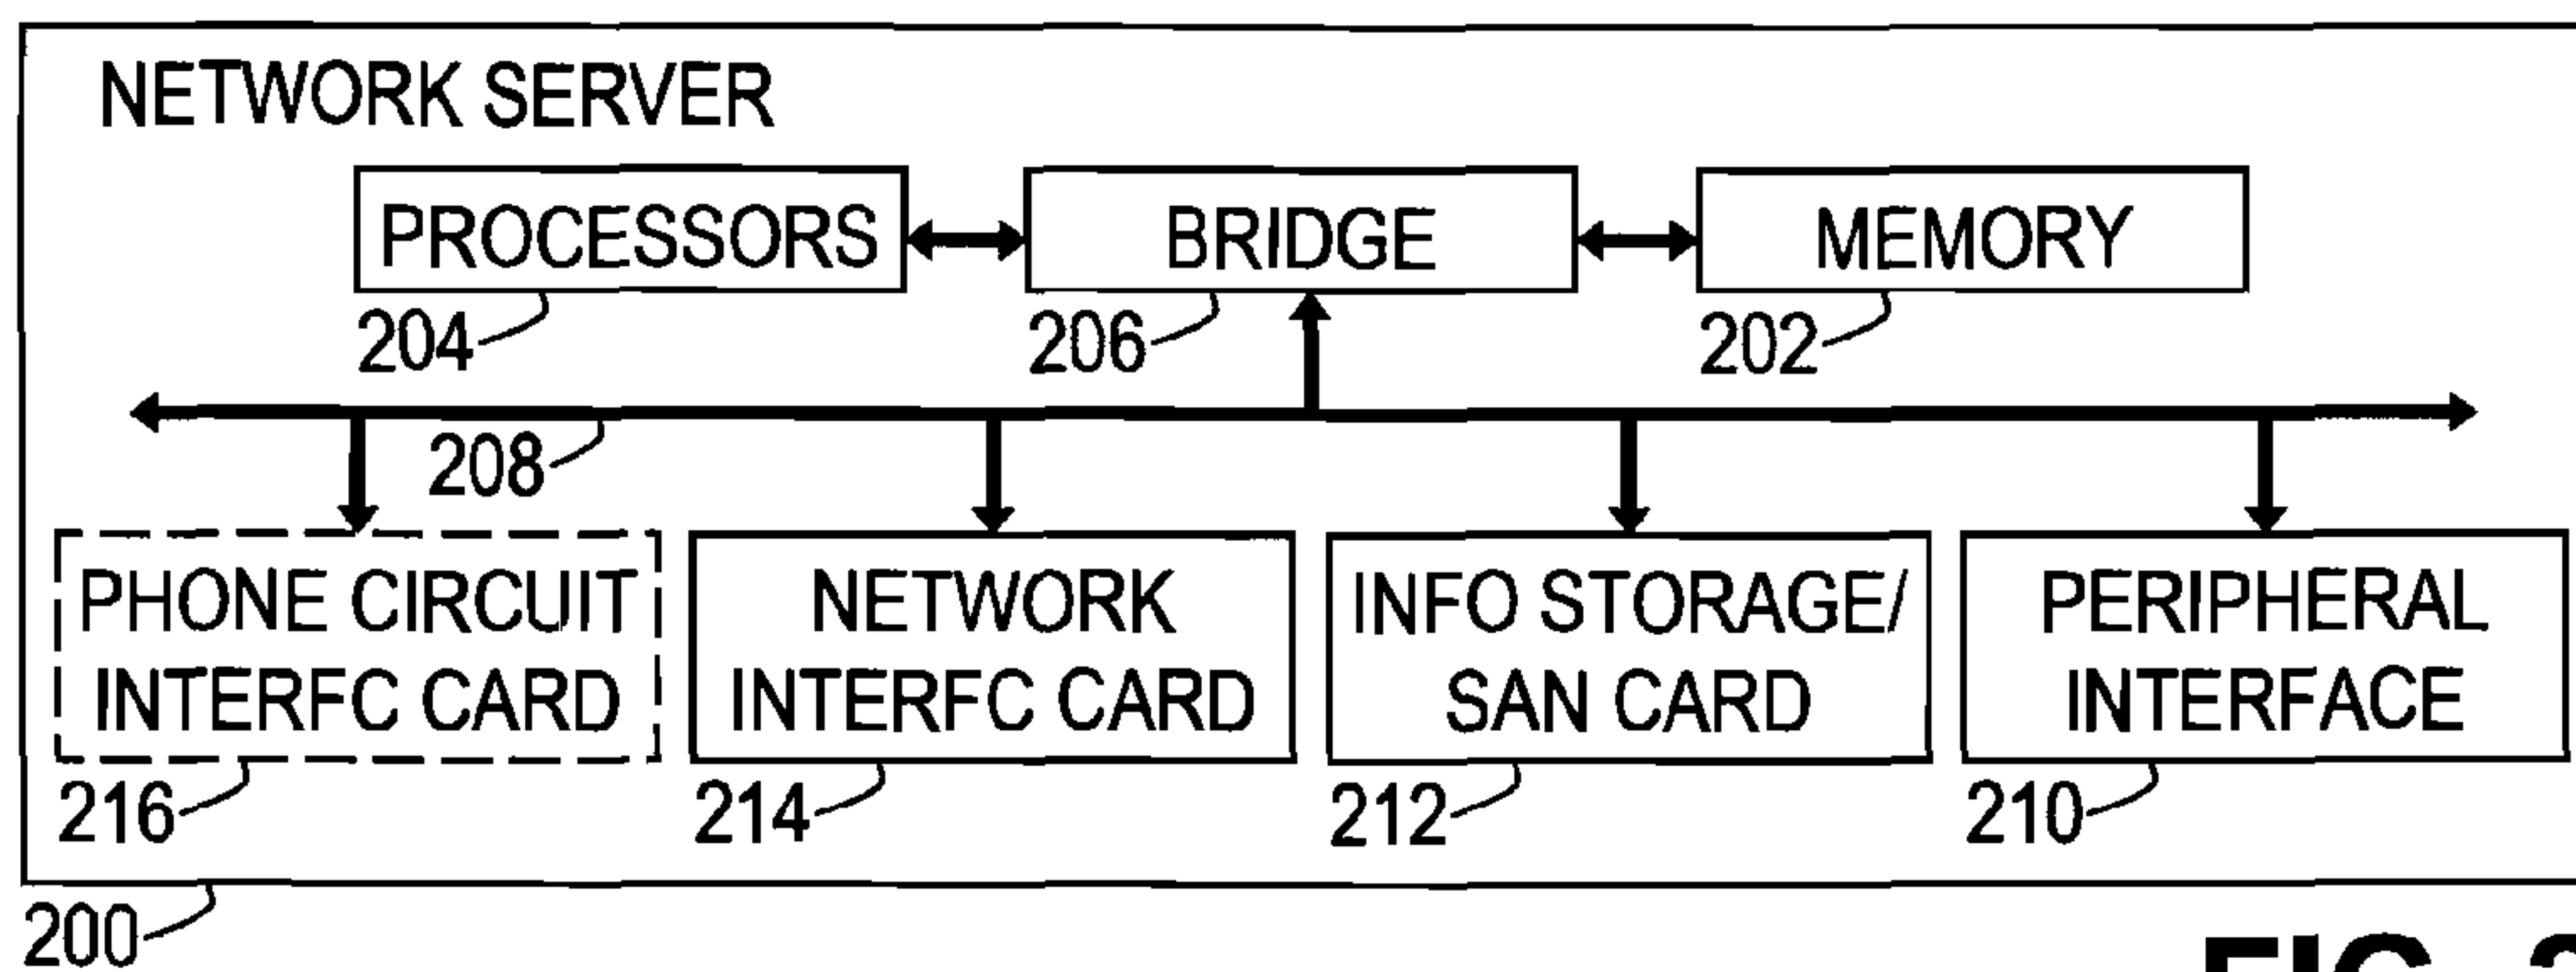 NETWORK SERVER
PROCESSORS
BRIDGE
MEMORY
204
206
202
208
PHONE CIRCUIT
INTERFC CARD
NETWORK
INTERFC CARD
INFO STORAGE/
SAN CARD
PERIPHERAL
INTERFACE
216
214
212
210
200
FIG.